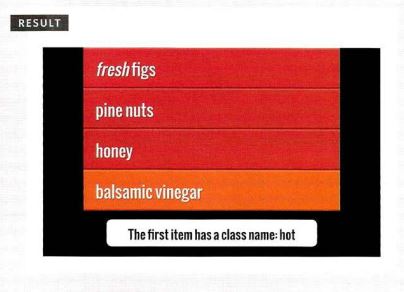 RESULT
fresh figs
pine nuts
honey
balsamic vinegar
The first item has a class name: hot